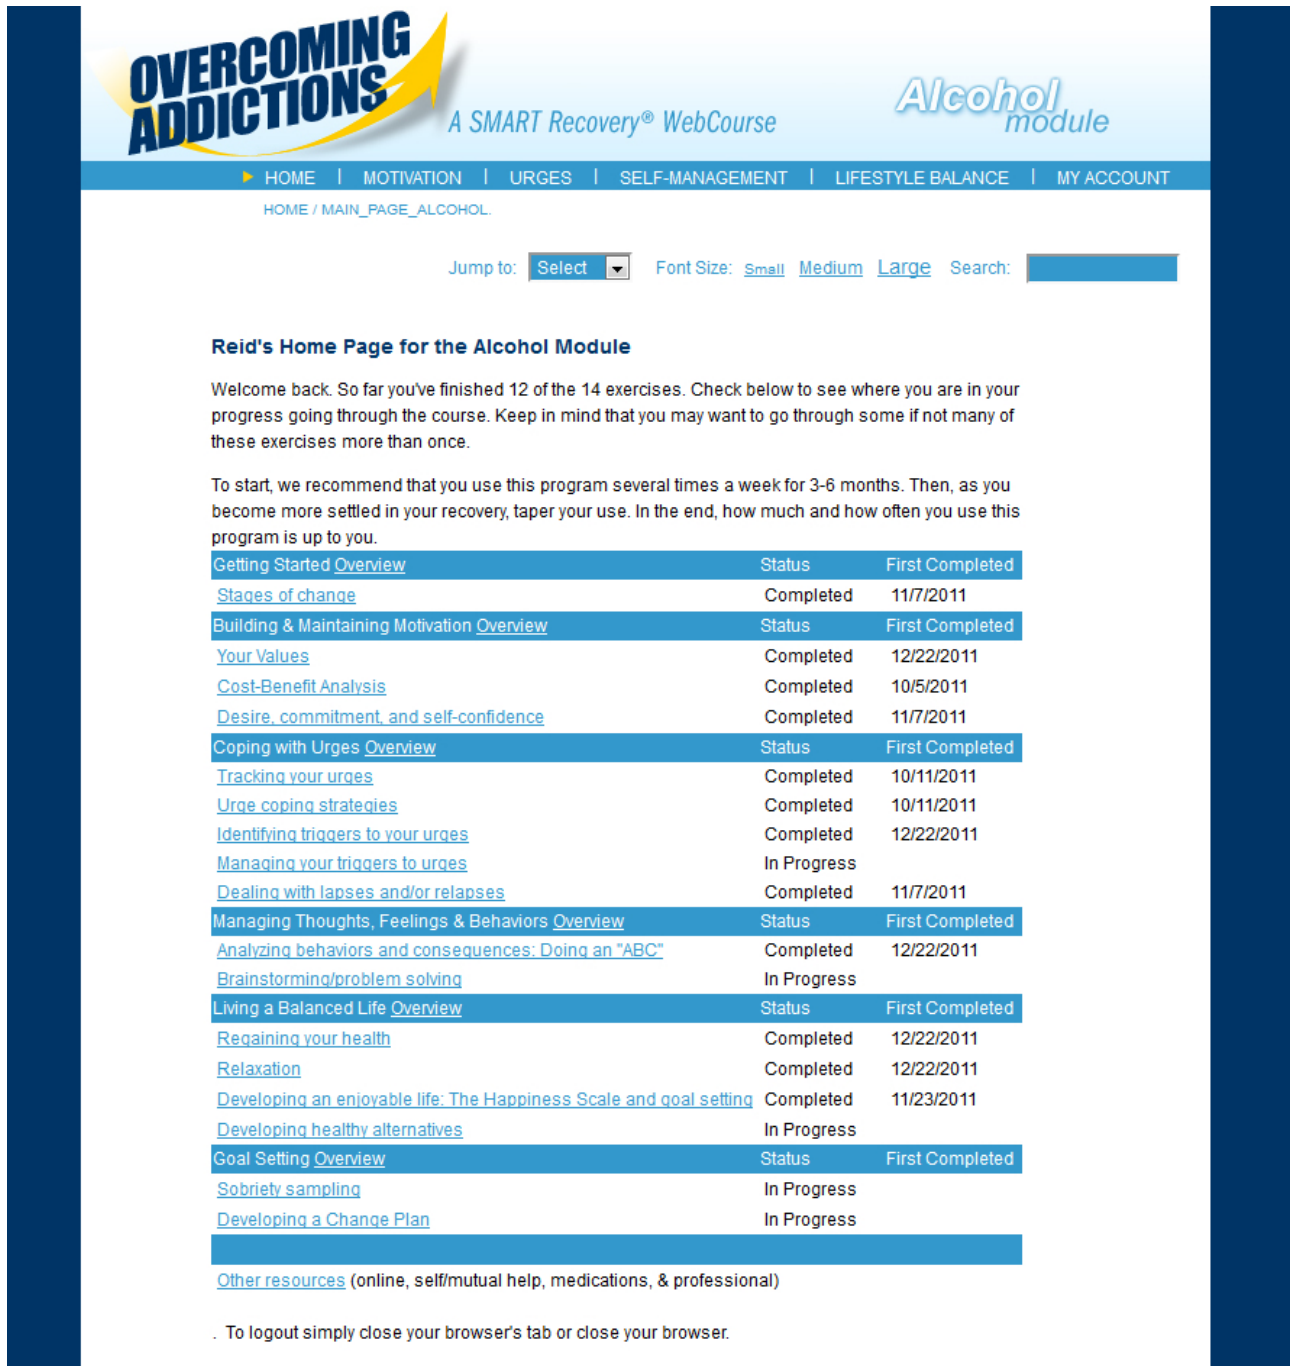 OVERCOMING
ADDICTIONS
A SMART Recovery® WebCourse
Alcohol
module
HOME | MOTIVATION | URGES | SELF-MANAGEMENT | LIFESTYLE BALANCE | MY ACCOUNT
HOME / MAIN_PAGE_ALCOHOL.
Jump to: Select Font Size: Small Medium Large Search:
Reid's Home Page for the Alcohol Module
Welcome back. So far you've finished 12 of the 14 exercises. Check below to see where you are in your
progress going through the course. Keep in mind that you may want to go through some if not many of
these exercises more than once.
To start, we recommend that you use this program several times a week for 3-6 months. Then, as you
become more settled in your recovery, taper your use. In the end, how much and how often you use this
program is up to you.
Getting Started Overview Status First Completed
Stages of change Completed 11/7/2011
Building & Maintaining Motivation Overview Status First Completed
Your Values Completed 12/22/2011
Cost-Benefit Analysis Completed 10/5/2011
Desire, commitment, and self-confidence Completed 11/7/2011
Coping with Urges Overview Status First Completed
Tracking your urges Completed 10/11/2011
Urge coping strategies Completed 10/11/2011
Identifying triggers to your urges Completed 12/22/2011
Managing your triggers to urges In Progress
Dealing with lapses and/or relapses Completed 11/7/2011
Managing Thoughts, Feelings & Behaviors Overview Status First Completed
Analyzing behaviors and consequences: Doing an "ABC" Completed 12/22/2011
Brainstorming/problem solving In Progress
Living a Balanced Life Overview Status First Completed
Regaining your health Completed 12/22/2011
Relaxation Completed 12/22/2011
Developing an enjoyable life: The Happiness Scale and goal setting Completed 11/23/2011
Developing healthy alternatives In Progress
Goal Setting Overview Status First Completed
Sobriety sampling In Progress
Developing a Change Plan In Progress
Other resources (online, self/mutual help, medications, & professional)
. To logout simply close your browser's tab or close your browser.